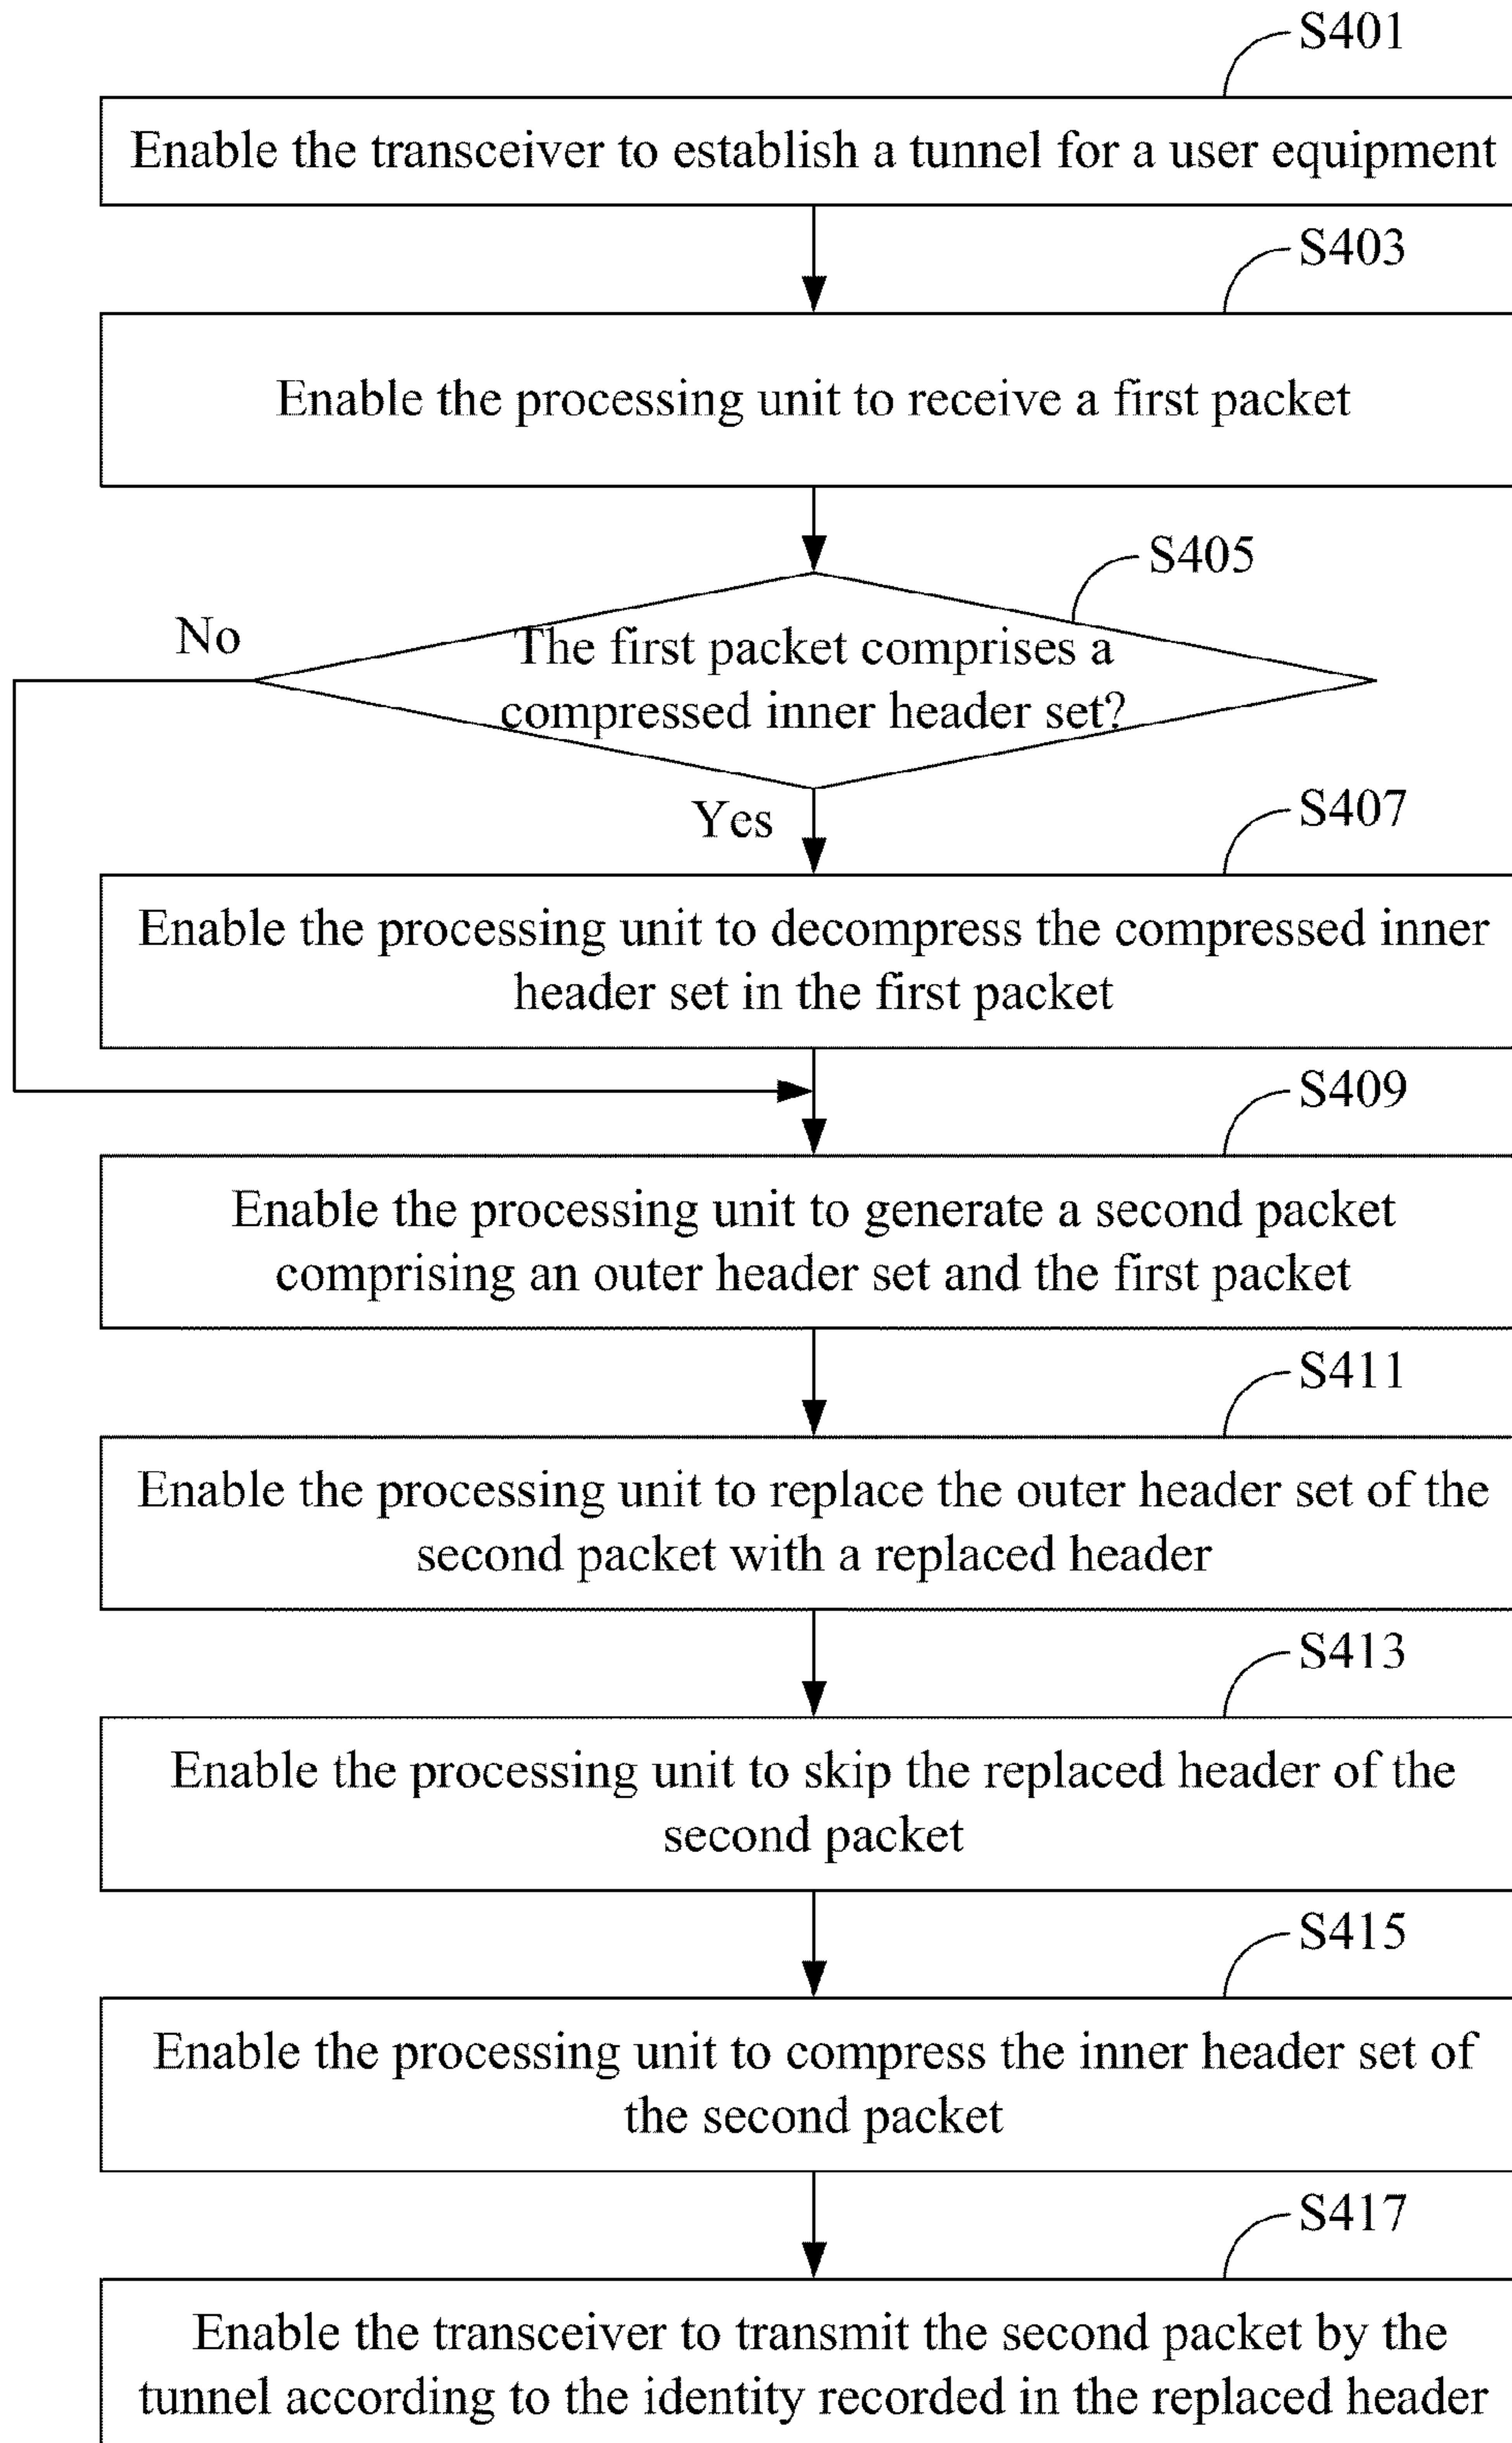 S401
Enable the transceiver to establish a tunnel for a user equipment
S403
Enable the processing unit to receive a first packet
S405
No
The first packet comprises a
compressed inner header set?
Yes
S407
Enable the processing unit to decompress the compressed inner
header set in the first packet
S409
Enable the processing unit to generate a second packet
comprising an outer header set and the first packet
S411
Enable the processing unit to replace the outer header set of the
second packet with a replaced header
S413
Enable the processing unit to skip the replaced header of the
second packet
S415
Enable the processing unit to compress the inner header set of
the second packet
S417
Enable the transceiver to transmit the second packet by the
tunnel according to the identity recorded in the replaced header